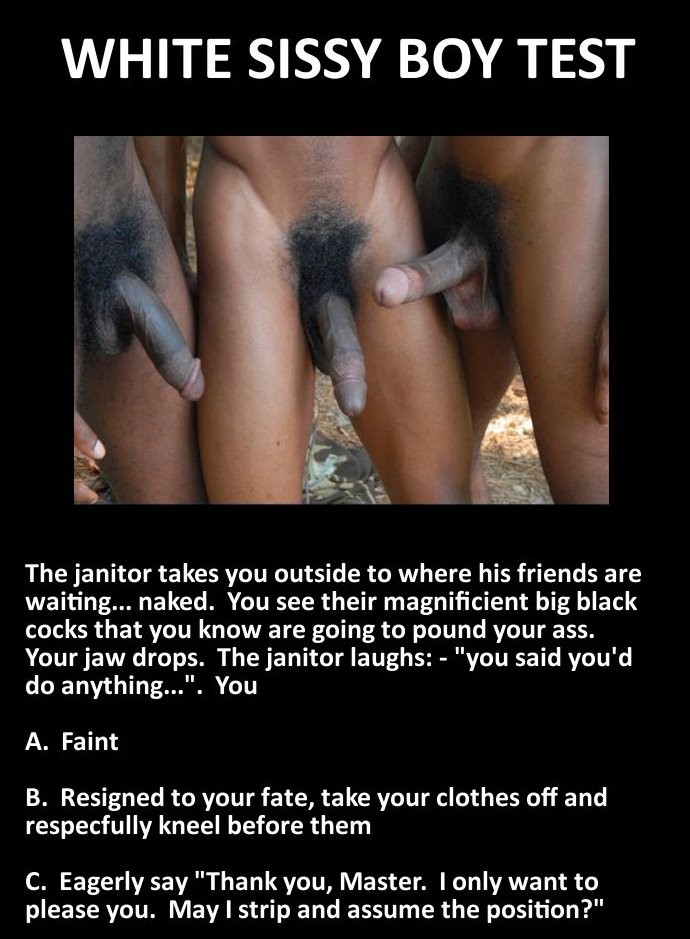 WHITE SISSY BOY TEST
The janitor takes you outside to where his friends are
waiting... naked.  You see their magnificient big black
cocks that you know are going to pound your ass.
Your jaw drops.  The janitor laughs: - "you said you'd
do anything...".  You
A.  Faint
B.  Resigned to your fate, take your clothes off and
respecfully kneel before them
C.  Eagerly say "Thank you, Master.  I only want to
please you.  May I strip and assume the position?"